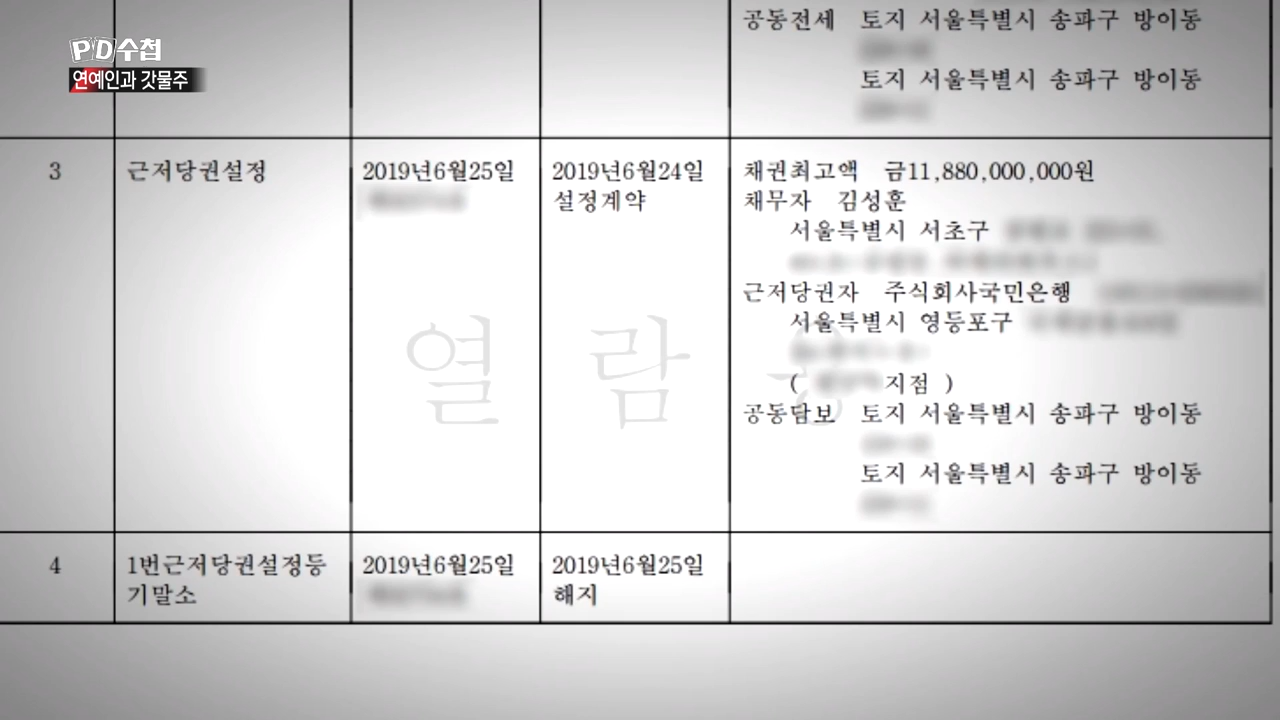 PD수첩
연예인과 갓물주
공동전세 토지 서울특별시 송파구 방이동
토지 서울특별시 송파구 방이동
3
근저당권설정
2019년6월25일
2019년6월24일
설정계약
채권최고액 금11,880,000,000원
채무자 김성훈
서울특별시 서초구
근저당권자 주식회사국민은행
서울특별시 영등포구
( 지점 )
공동담보 토지 서울특별시 송파구 방이동
토지 서울특별시 송파구 방이동
열람
4
1번근저당권설정등
기말소
2019년6월25일
2019년6월25일
해지